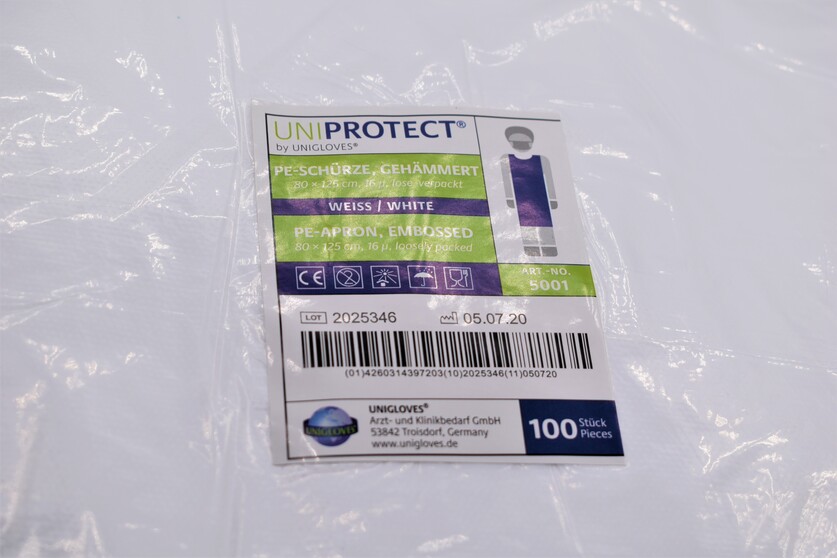 UNIPROTECT®
by UNIGLOVES®
PE-SCHÜRZE, GEHÄMMERT
80 × 125 cm, 16 µ, lose verpackt
WEISS / WHITE
PE-APRON, EMBOSSED
80 × 125 cm, 16 µ, loosely packed
CE
ART.-NO.
5001
LOT 2025346 05.07.20
(01)4260314397203(10)2025346(11)050720
UNIGLOVES
UNIGLOVES®
Arzt- und Klinikbedarf GmbH
53842 Troisdorf, Germany
www.unigloves.de
100 Stück
Pieces